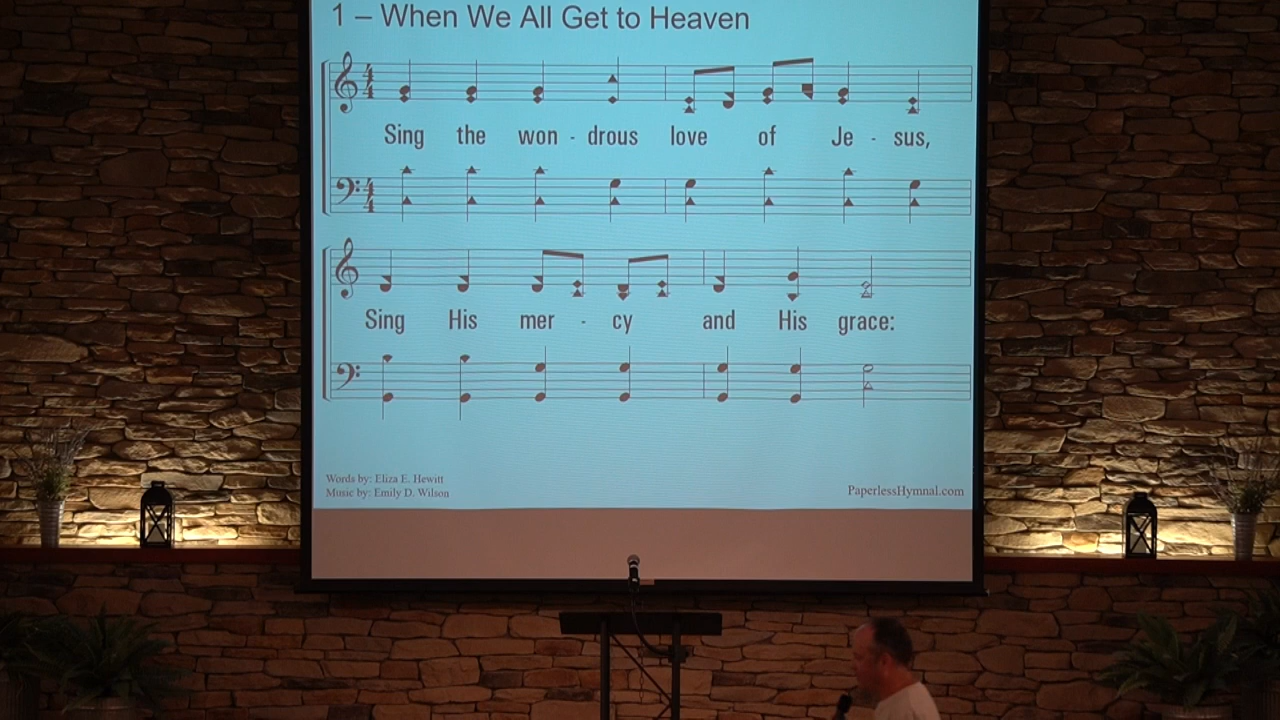 1 – When We All Get to Heaven
Sing the won - drous love of Je - sus,
Sing His mer - cy and His grace:
Words by: Eliza E. Hewitt
Music by: Emily D. Wilson
PaperlessHymnal.com